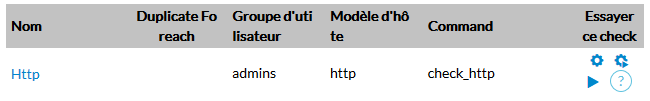 Nom
Duplicate Fo
reach
Groupe d'uti
lisateur
Modèle d'hô
te
Command
Essayer
ce check
Http
admins
http
check_http
?